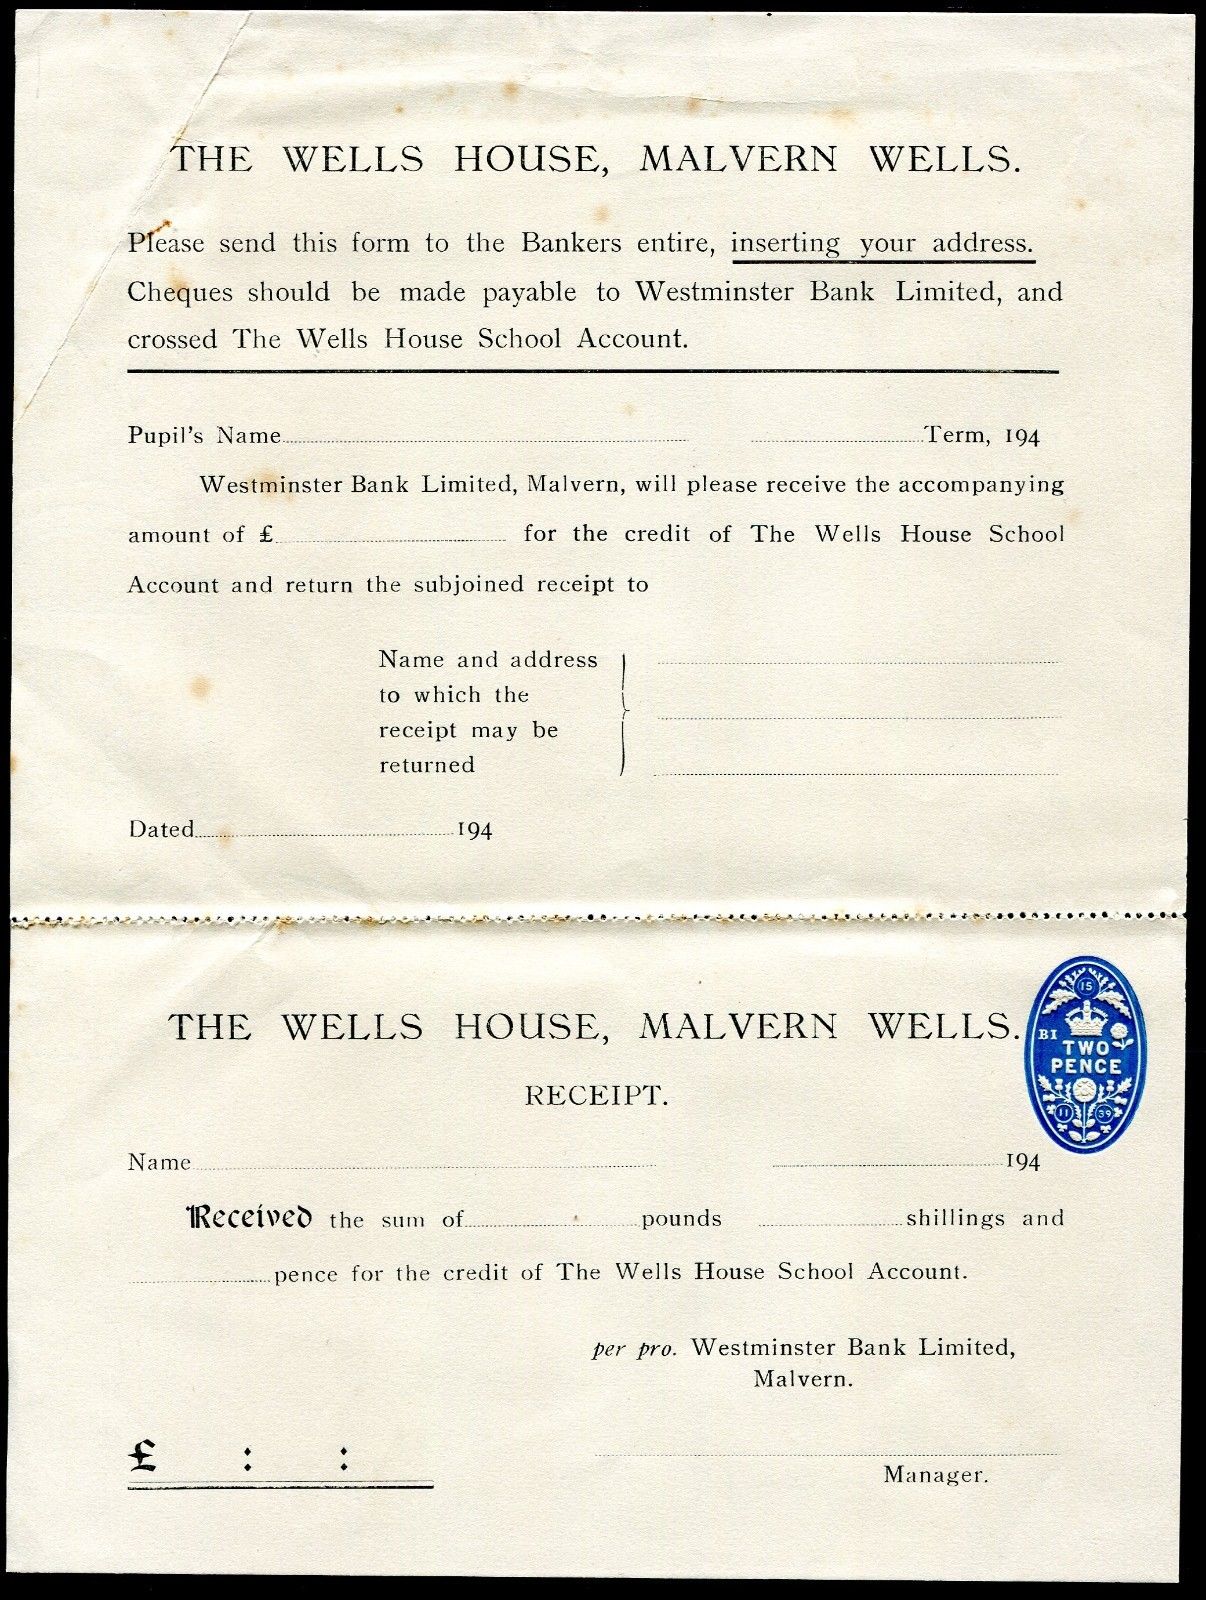 THE WELLS HOUSE, MALVERN WELLS.
Please send this form to the Bankers entire, inserting your address.
Cheques should be made payable to Westminster Bank Limited, and
crossed The Wells House School Account.
Pupil's Name Term, 194
Westminster Bank Limited, Malvern, will please receive the accompanying
amount of £ for the credit of The Wells House School
Account and return the subjoined receipt to
Name and address
to which the
receipt may be
returned
Dated 194
THE WELLS HOUSE, MALVERN WELLS.
15
BI
TWO
PENCE
11 39
RECEIPT.
Name 194
Received the sum of pounds shillings and
pence for the credit of The Wells House School Account.
per pro. Westminster Bank Limited,
Malvern.
£ : :
Manager.